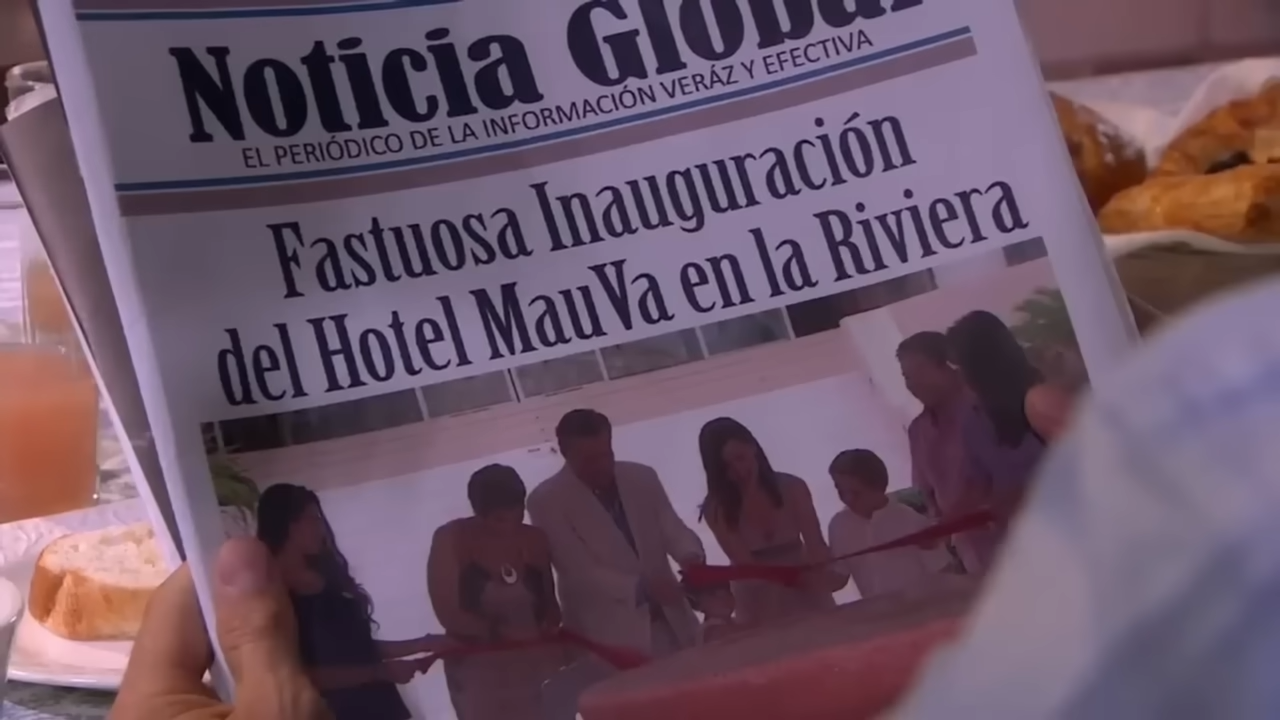 Noticia Global
EL PERIÓDICO DE LA INFORMACIÓN VERÁZ Y EFECTIVA
Fastuosa Inauguración
del Hotel MauVa en la Riviera